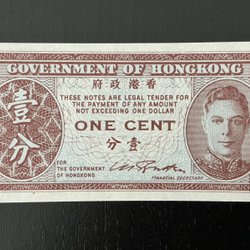 GOVERNMENT OF HONGKONG
府政港香
THESE NOTES ARE LEGAL TENDER FOR
THE PAYMENT OF ANY AMOUNT
NOT EXCEEDING ONE DOLLAR
壹分
ONE CENT
分壹
FOR
THE GOVERNMENT
OF HONGKONG
FINANCIAL SECRETARY